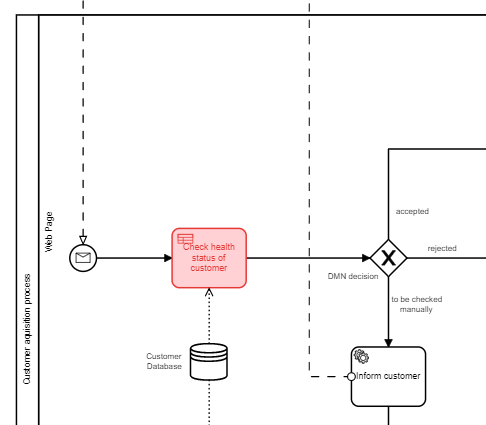 Customer aquisition process
Web Page
Check health
status of
customer
Customer
Database
DMN decision
accepted
rejected
to be checked
manually
Inform customer